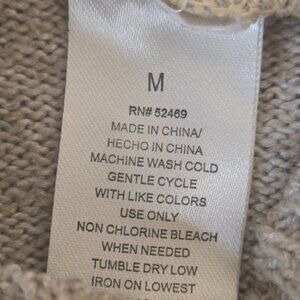 M
RN# 52469
MADE IN CHINA/
HECHO IN CHINA
MACHINE WASH COLD
GENTLE CYCLE
WITH LIKE COLORS
USE ONLY
NON CHLORINE BLEACH
WHEN NEEDED
TUMBLE DRY LOW
IRON ON LOWEST